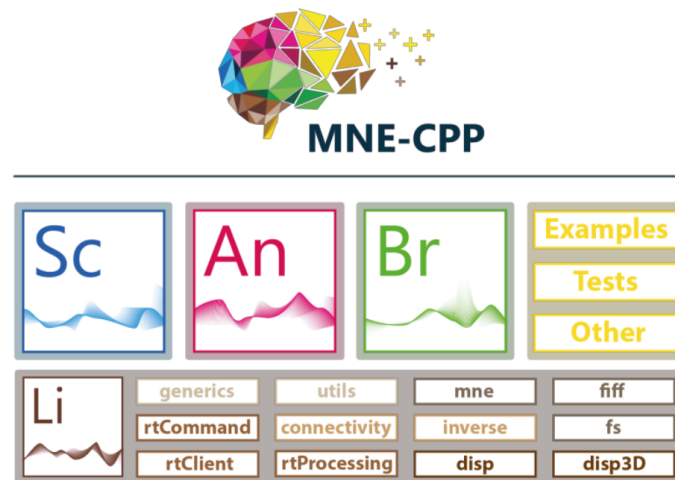 MNE-CPP
Sc
An
Br
Examples
Tests
Other
Li
generics
utils
mne
fiff
rtCommand
connectivity
inverse
fs
rtClient
rtProcessing
disp
disp3D